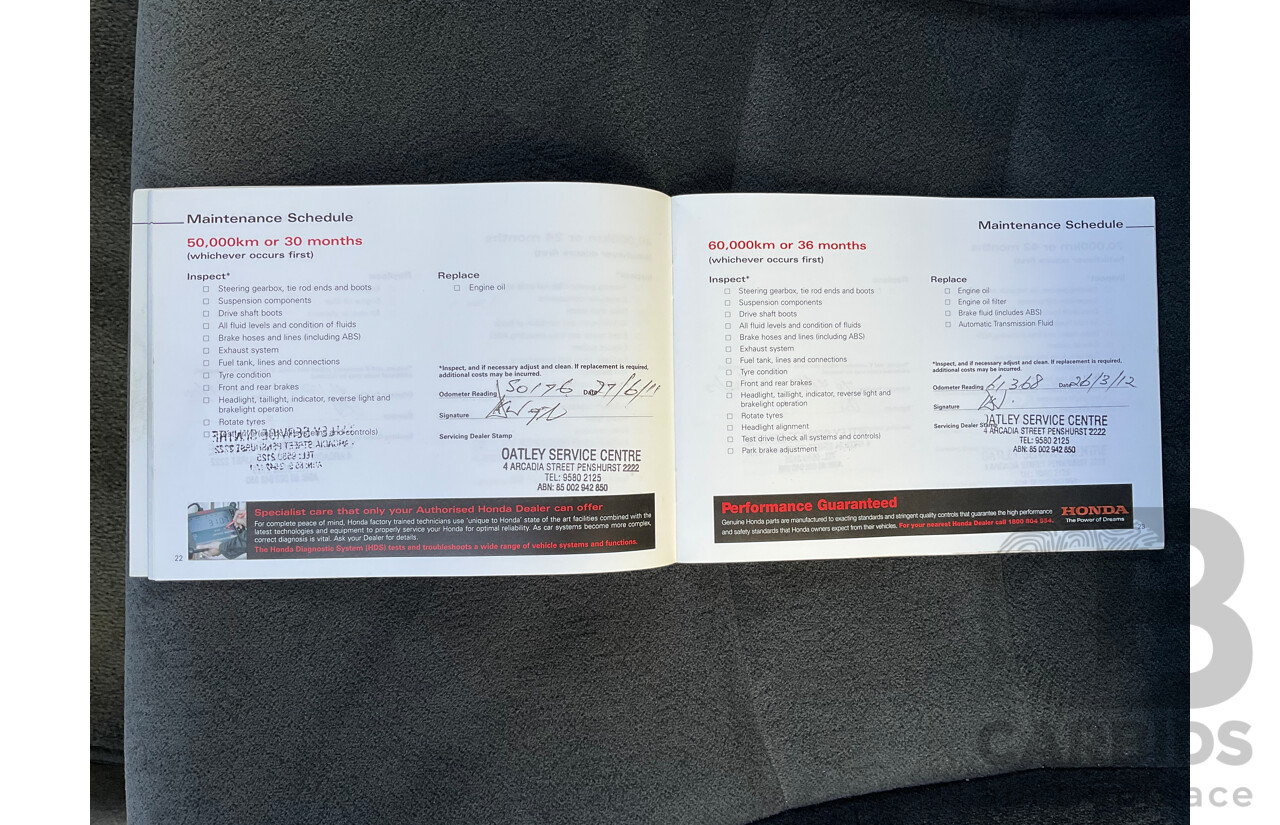 Maintenance Schedule
50,000km or 30 months
(whichever occurs first)
Inspect*
Steering gearbox, tie rod ends and boots
Suspension components
Drive shaft boots
All fluid levels and condition of fluids
Brake hoses and lines (including ABS)
Exhaust system
Fuel tank, lines and connections
Tyre condition
Front and rear brakes
Headlight, taillight, indicator, reverse light and
brakelight operation
Rotate tyres
Replace
Engine oil
*Inspect, and if necessary adjust and clean. If replacement is required,
additional costs may be incurred.
Odometer Reading 50176 Date 27/6/11
Signature
Servicing Dealer Stamp
OATLEY SERVICE CENTRE
4 ARCADIA STREET PENSHURST 2222
TEL: 9580 2125
ABN: 85 002 942 850
Specialist care that only your Authorised Honda Dealer can offer
For complete peace of mind, Honda factory trained technicians use 'unique to Honda' state of the art facilities combined with the
latest technologies and equipment to properly service your Honda for optimal reliability. As car systems become more complex,
correct diagnosis is vital. Ask your Dealer for details.
The Honda Diagnostic System (HDS) tests and troubleshoots a wide range of vehicle systems and functions.
22
Maintenance Schedule
60,000km or 36 months
(whichever occurs first)
Inspect*
Steering gearbox, tie rod ends and boots
Suspension components
Drive shaft boots
All fluid levels and condition of fluids
Brake hoses and lines (including ABS)
Exhaust system
Fuel tank, lines and connections
Tyre condition
Front and rear brakes
Headlight, taillight, indicator, reverse light and
brakelight operation
Rotate tyres
Headlight alignment
Test drive (check all systems and controls)
Park brake adjustment
Replace
Engine oil
Engine oil filter
Brake fluid (includes ABS)
Automatic Transmission Fluid
*Inspect, and if necessary adjust and clean. If replacement is required,
additional costs may be incurred.
Odometer Reading 61368 Date 26/3/12
Signature
Servicing Dealer Stamp
OATLEY SERVICE CENTRE
4 ARCADIA STREET PENSHURST 2222
TEL: 9580 2125
ABN: 85 002 942 850
Performance Guaranteed
Genuine Honda parts are manufactured to exacting standards and stringent quality controls that guarantee the high performance
and safety standards that Honda owners expect from their vehicles. For your nearest Honda Dealer call 1800 804 954.
HONDA
The Power of Dreams